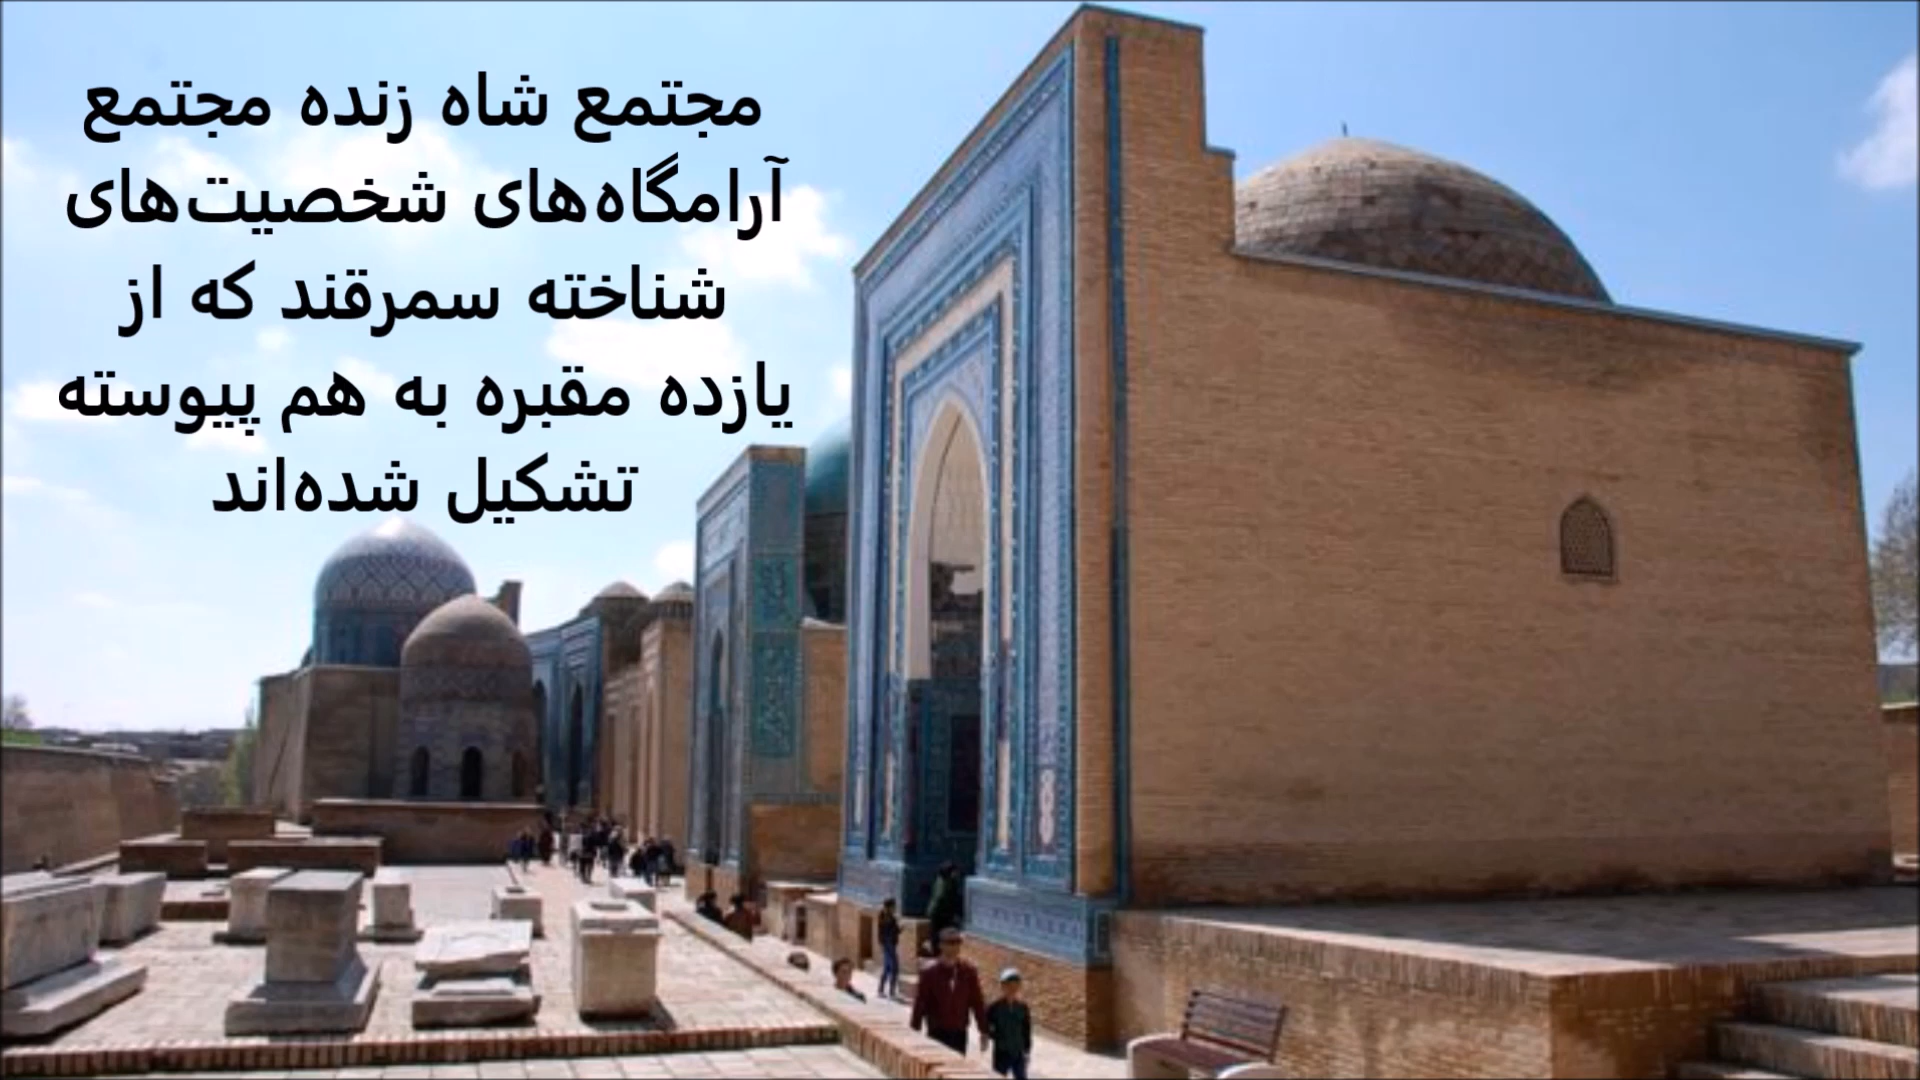 مجتمع شاه زنده مجتمع
آرامگاه‌های شخصیت‌های
شناخته سمرقند که از
یازده مقبره به هم پیوسته
تشکیل شده‌اند